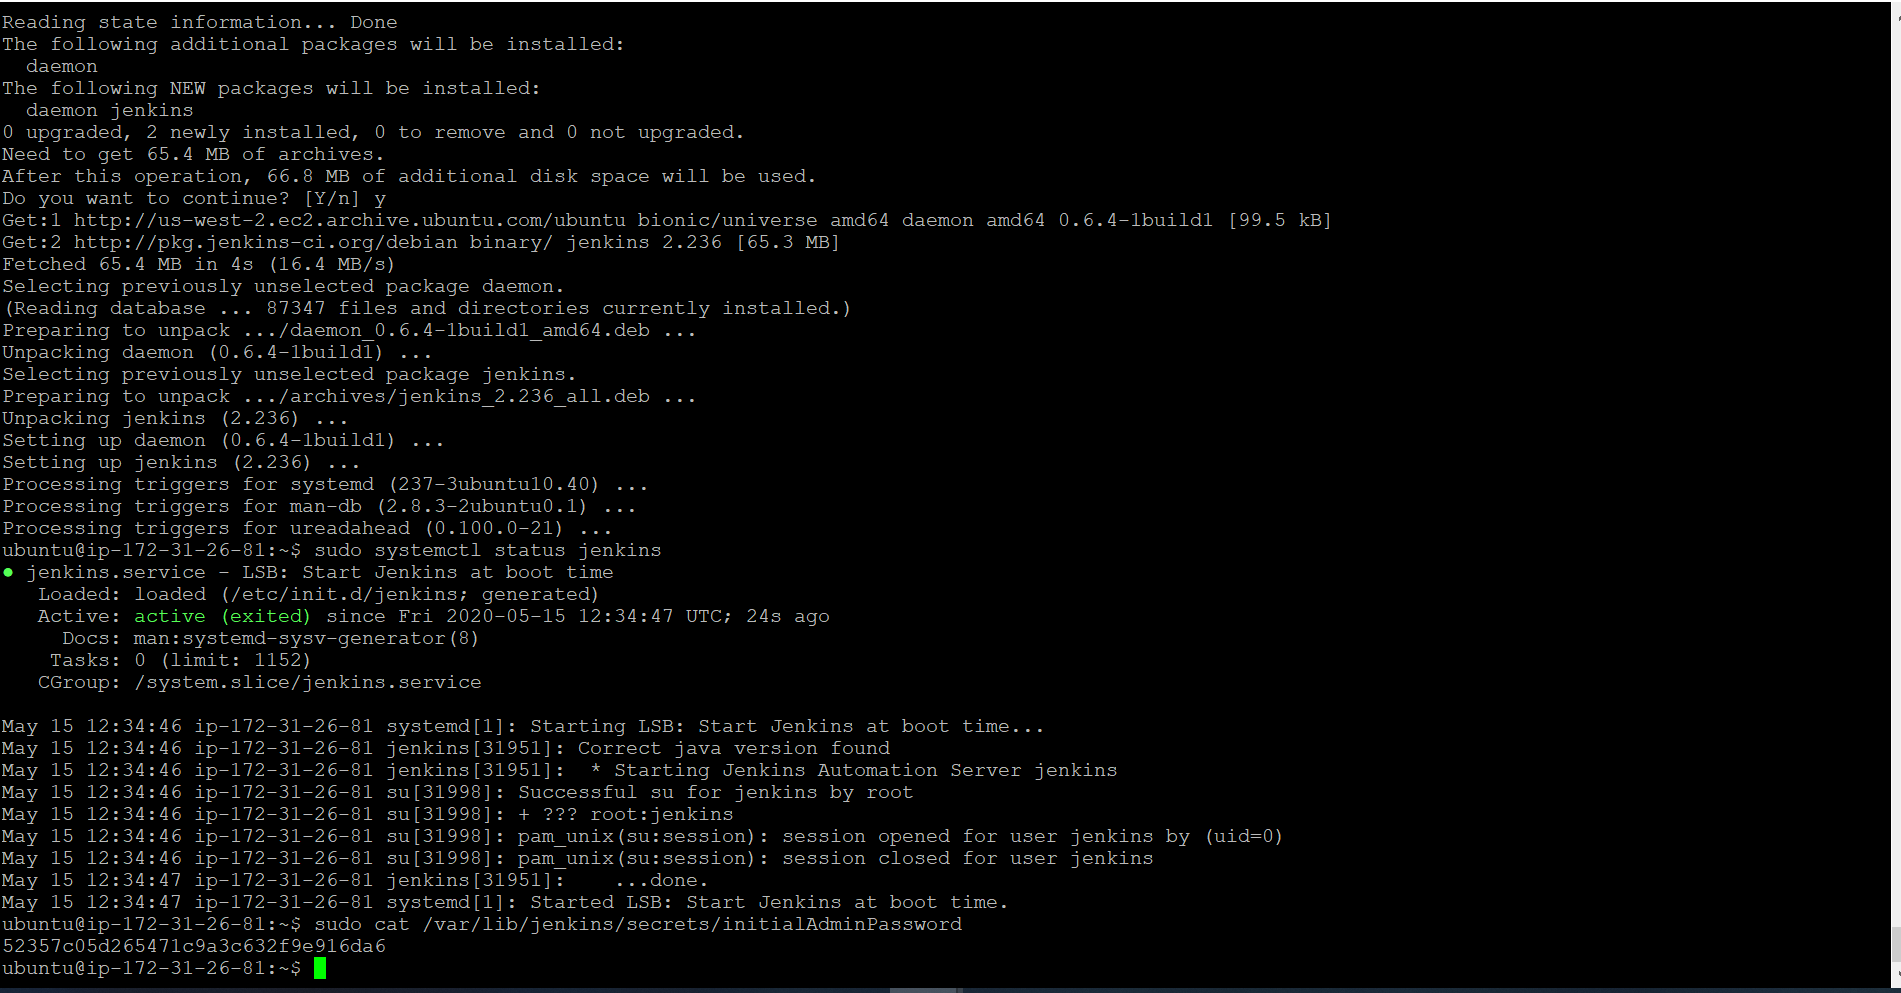 Reading state information... Done
The following additional packages will be installed:
  daemon
The following NEW packages will be installed:
  daemon jenkins
0 upgraded, 2 newly installed, 0 to remove and 0 not upgraded.
Need to get 65.4 MB of archives.
After this operation, 66.8 MB of additional disk space will be used.
Do you want to continue? [Y/n] y
Get:1 http://us-west-2.ec2.archive.ubuntu.com/ubuntu bionic/universe amd64 daemon amd64 0.6.4-1build1 [99.5 kB]
Get:2 http://pkg.jenkins-ci.org/debian binary/ jenkins 2.236 [65.3 MB]
Fetched 65.4 MB in 4s (16.4 MB/s)
Selecting previously unselected package daemon.
(Reading database ... 87347 files and directories currently installed.)
Preparing to unpack .../daemon_0.6.4-1build1_amd64.deb ...
Unpacking daemon (0.6.4-1build1) ...
Selecting previously unselected package jenkins.
Preparing to unpack .../archives/jenkins_2.236_all.deb ...
Unpacking jenkins (2.236) ...
Setting up daemon (0.6.4-1build1) ...
Setting up jenkins (2.236) ...
Processing triggers for systemd (237-3ubuntu10.40) ...
Processing triggers for man-db (2.8.3-2ubuntu0.1) ...
Processing triggers for ureadahead (0.100.0-21) ...
ubuntu@ip-172-31-26-81:~$ sudo systemctl status jenkins
● jenkins.service - LSB: Start Jenkins at boot time
   Loaded: loaded (/etc/init.d/jenkins; generated)
   Active: active (exited) since Fri 2020-05-15 12:34:47 UTC; 24s ago
     Docs: man:systemd-sysv-generator(8)
    Tasks: 0 (limit: 1152)
   CGroup: /system.slice/jenkins.service

May 15 12:34:46 ip-172-31-26-81 systemd[1]: Starting LSB: Start Jenkins at boot time...
May 15 12:34:46 ip-172-31-26-81 jenkins[31951]: Correct java version found
May 15 12:34:46 ip-172-31-26-81 jenkins[31951]:  * Starting Jenkins Automation Server jenkins
May 15 12:34:46 ip-172-31-26-81 su[31998]: Successful su for jenkins by root
May 15 12:34:46 ip-172-31-26-81 su[31998]: + ??? root:jenkins
May 15 12:34:46 ip-172-31-26-81 su[31998]: pam_unix(su:session): session opened for user jenkins by (uid=0)
May 15 12:34:46 ip-172-31-26-81 su[31998]: pam_unix(su:session): session closed for user jenkins
May 15 12:34:47 ip-172-31-26-81 jenkins[31951]:    ...done.
May 15 12:34:47 ip-172-31-26-81 systemd[1]: Started LSB: Start Jenkins at boot time.
ubuntu@ip-172-31-26-81:~$ sudo cat /var/lib/jenkins/secrets/initialAdminPassword
52357c05d265471c9a3c632f9e916da6
ubuntu@ip-172-31-26-81:~$